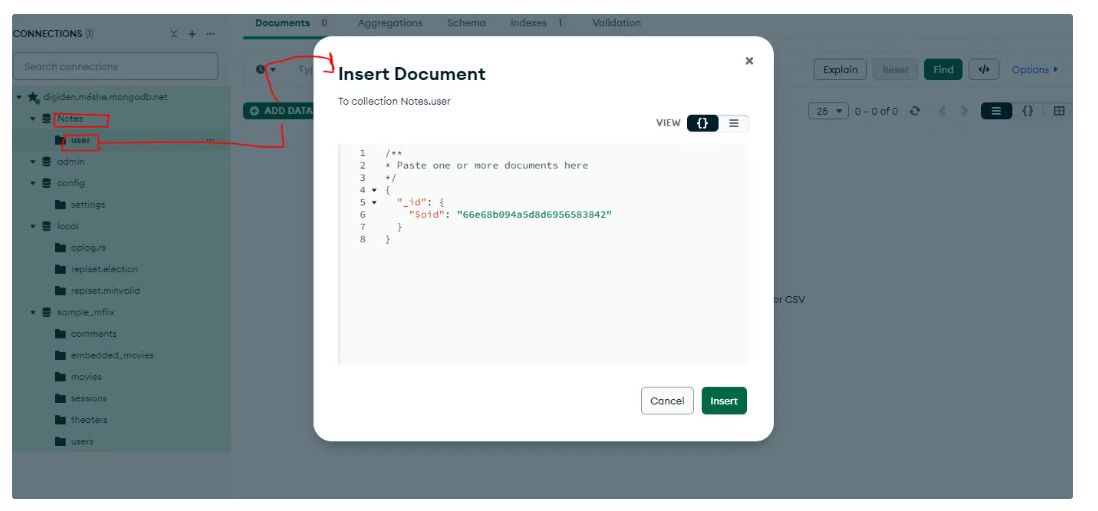 Documents 0 Aggregations Schema Indexes 1 Validation
CONNECTIONS (1)
Search connections
digiden.m6she.mongodb.net
Notes
user
admin
config
settings
local
oplog.rs
replset.election
replset.minvalid
sample_mflix
comments
embedded_movies
movies
sessions
theaters
users
Explain Reset Find Options
ADD DATA
25 0 - 0 of 0
or CSV
Insert Document
To collection Notes.user
VIEW {}
1 /**
2 * Paste one or more documents here
3 */
4 {
5 "_id": {
6 "$oid": "66e68b094a5d8d6956583842"
7 }
8 }
Cancel Insert